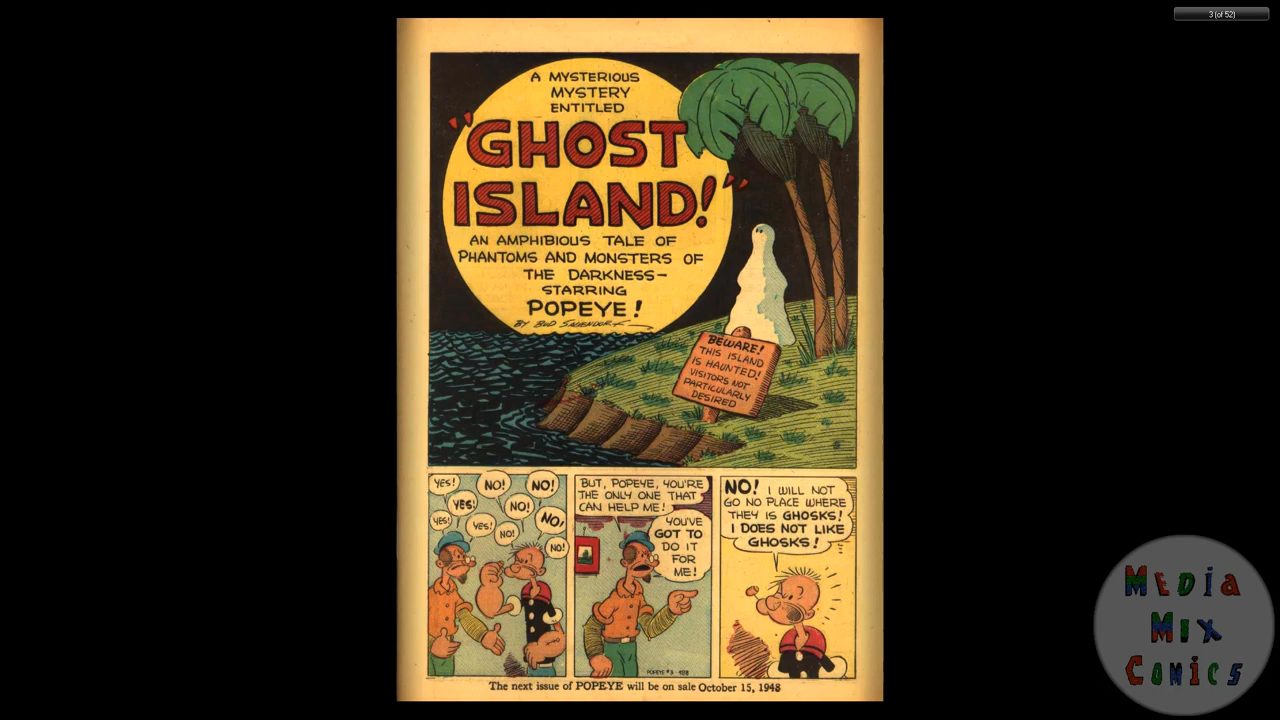 3 (of 52)
A MYSTERIOUS
MYSTERY
ENTITLED
"GHOST
ISLAND!"
AN AMPHIBIOUS TALE OF
PHANTOMS AND MONSTERS OF
THE DARKNESS—
STARRING
POPEYE!
BY BUD SAGENDORF
BEWARE!
THIS ISLAND
IS HAUNTED!
VISITORS NOT
PARTICULARLY
DESIRED
YES!
YES!
YES!
YES!
NO!
NO!
NO!
NO!
NO!
NO!
BUT, POPEYE, YOU'RE
THE ONLY ONE THAT
CAN HELP ME!
YOU'VE
GOT TO
DO IT
FOR
ME!
NO! I WILL NOT
GO NO PLACE WHERE
THEY IS GHOSKS!
I DOES NOT LIKE
GHOSKS!
The next issue of POPEYE will be on sale October 15, 1948
MEDIA
MIX
COMICS